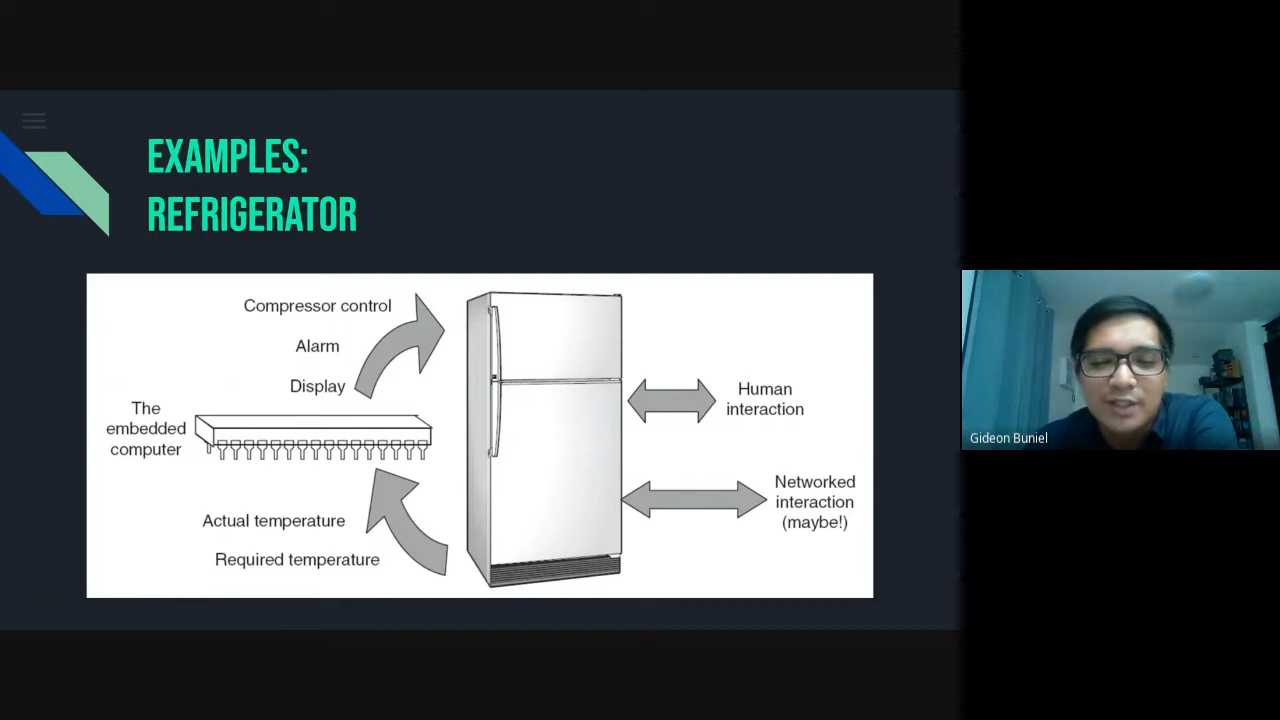 EXAMPLES:
REFRIGERATOR
Compressor control
Alarm
Display
The
embedded
computer
Actual temperature
Required temperature
Human
interaction
Networked
interaction
(maybe!)
Gideon Buniel